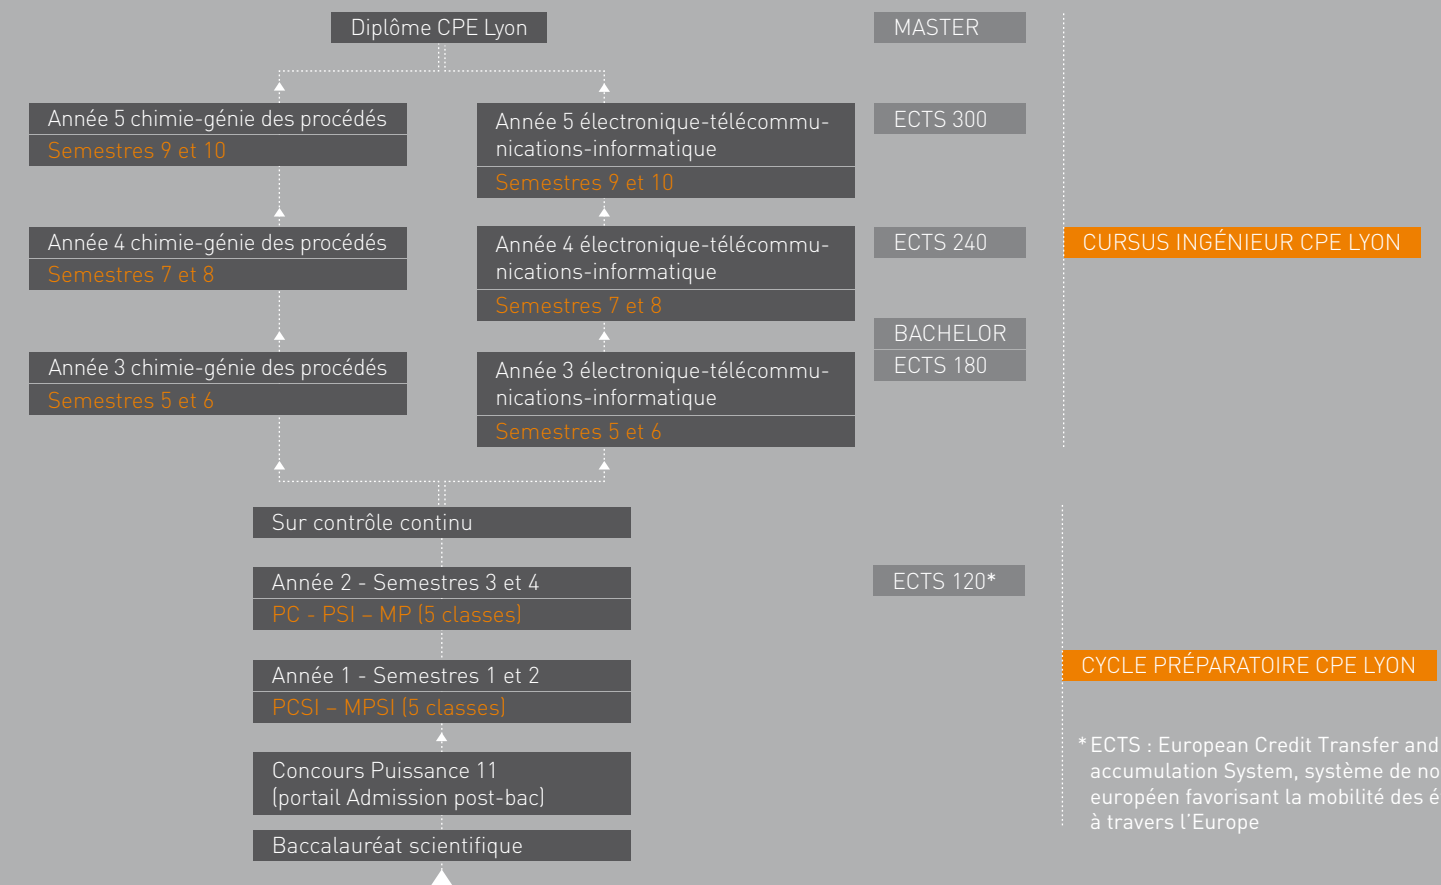 Diplôme CPE Lyon
MASTER
Année 5 chimie-génie des procédés
Semestres 9 et 10
Année 5 électronique-télécommu-
nications-informatique
Semestres 9 et 10
ECTS 300
Année 4 chimie-génie des procédés
Semestres 7 et 8
Année 4 électronique-télécommu-
nications-informatique
Semestres 7 et 8
ECTS 240
CURSUS INGÉNIEUR CPE LYON
BACHELOR
ECTS 180
Année 3 chimie-génie des procédés
Semestres 5 et 6
Année 3 électronique-télécommu-
nications-informatique
Semestres 5 et 6
Sur contrôle continu
Année 2 - Semestres 3 et 4
PC - PSI – MP (5 classes)
ECTS 120*
Année 1 - Semestres 1 et 2
PCSI – MPSI (5 classes)
CYCLE PRÉPARATOIRE CPE LYON
Concours Puissance 11
(portail Admission post-bac)
Baccalauréat scientifique
* ECTS : European Credit Transfer and
accumulation System, système de no
européen favorisant la mobilité des é
à travers l'Europe